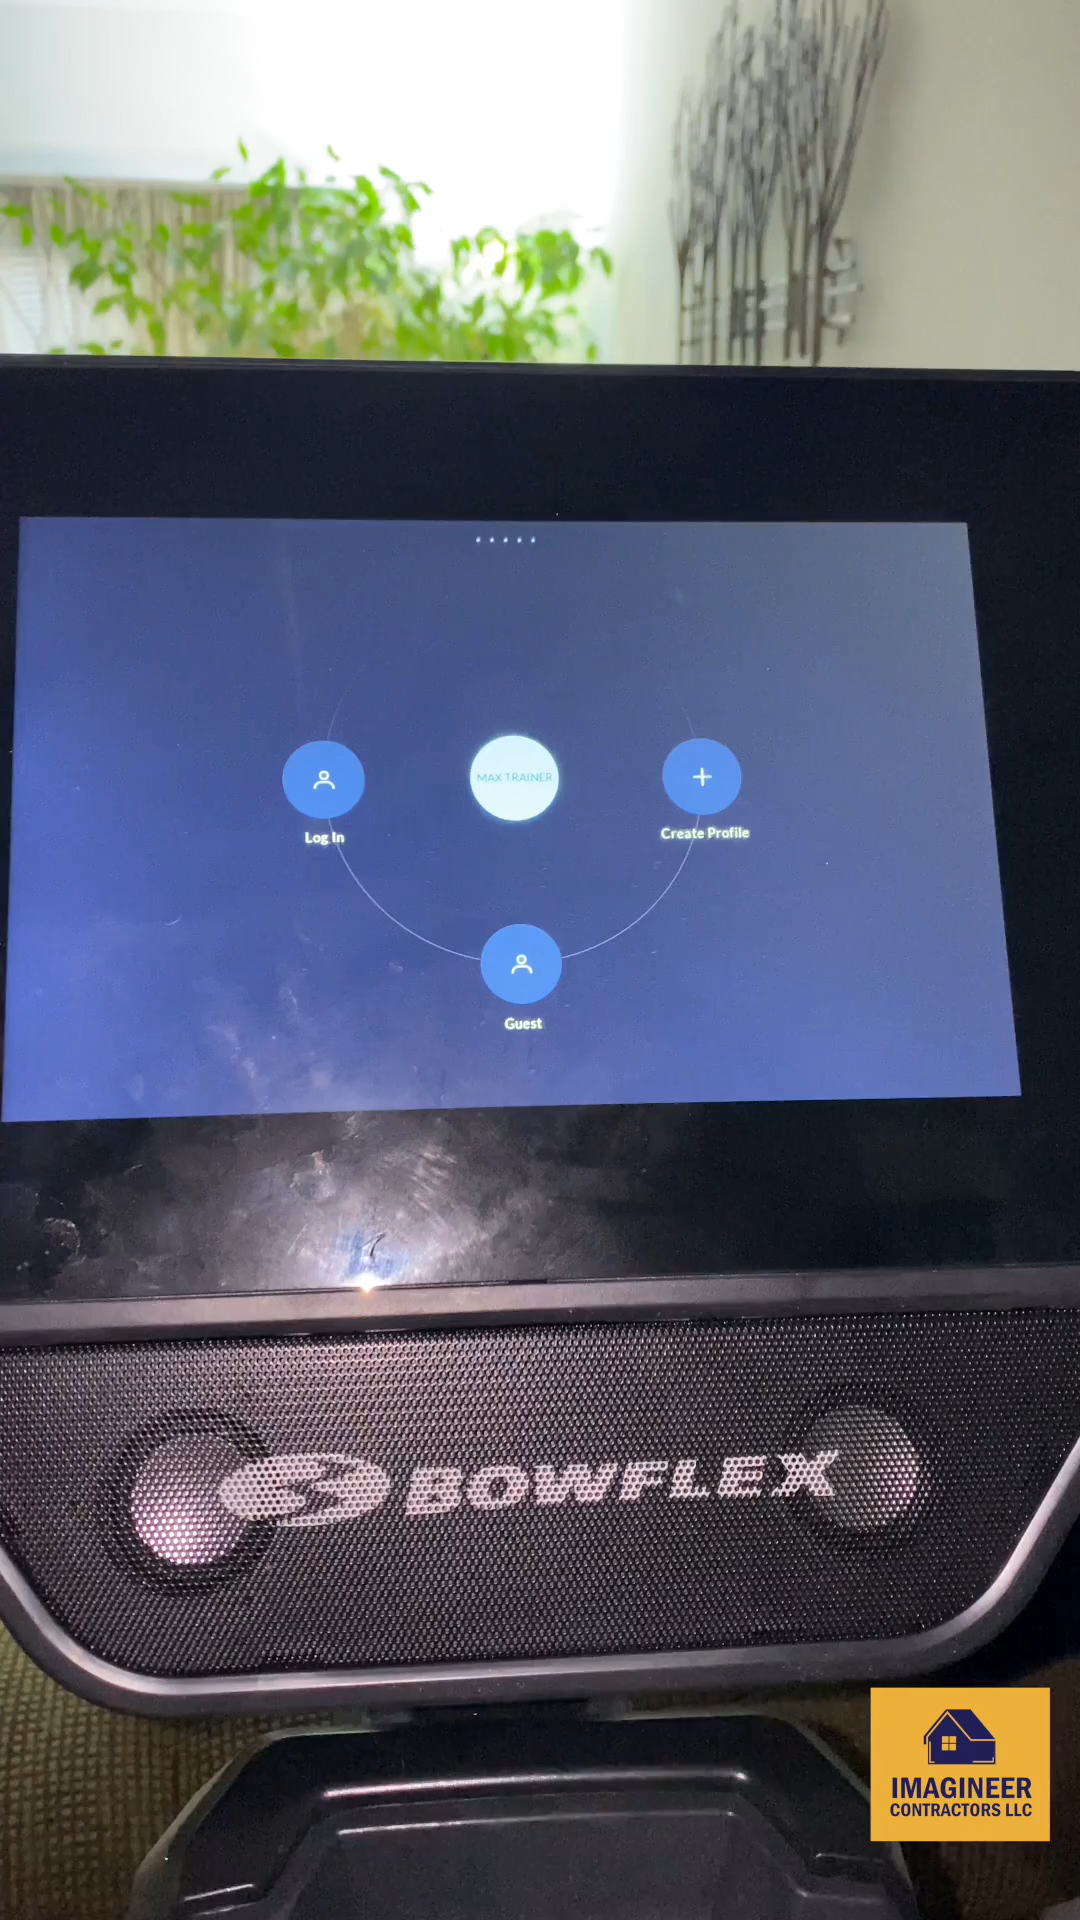 MAX TRAINER
Log In
Create Profile
Guest
BOWFLEX
IMAGINEER
CONTRACTORS LLC